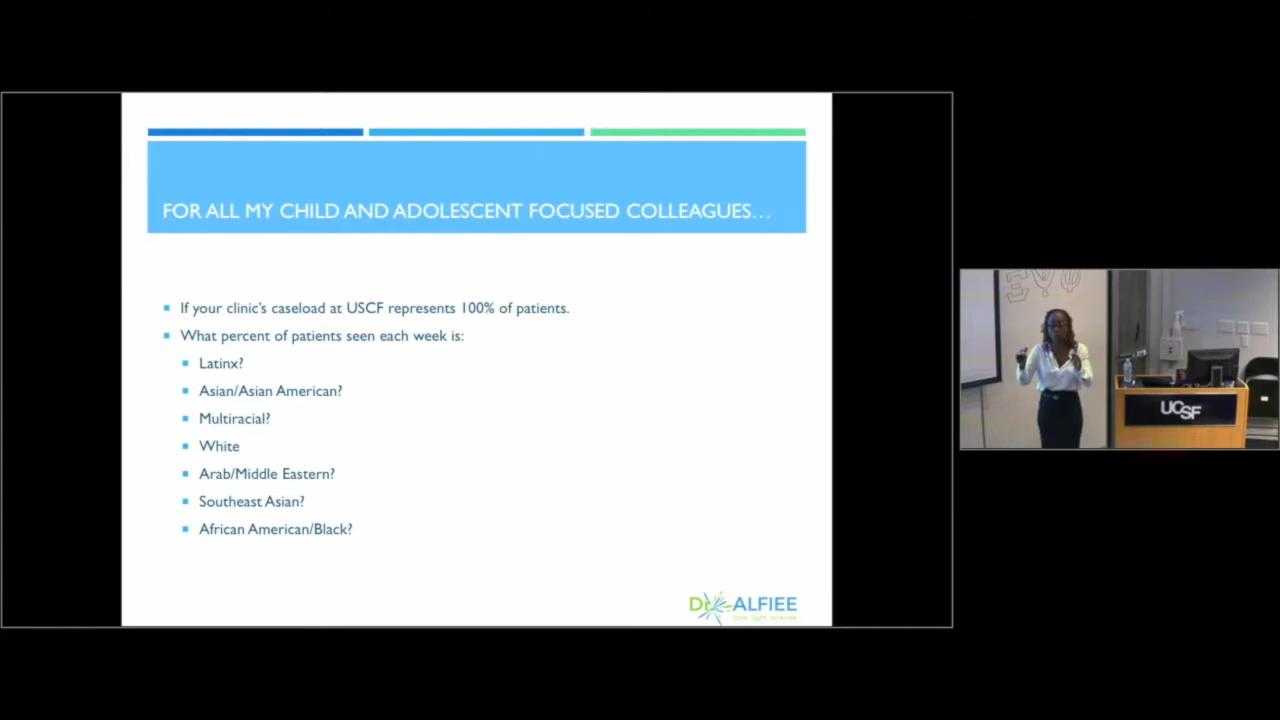 FOR ALL MY CHILD AND ADOLESCENT FOCUSED COLLEAGUES…
If your clinic's caseload at USCF represents 100% of patients.
What percent of patients seen each week is:
Latinx?
Asian/Asian American?
Multiracial?
White
Arab/Middle Eastern?
Southeast Asian?
African American/Black?
Dr ALFIEE
UCSF